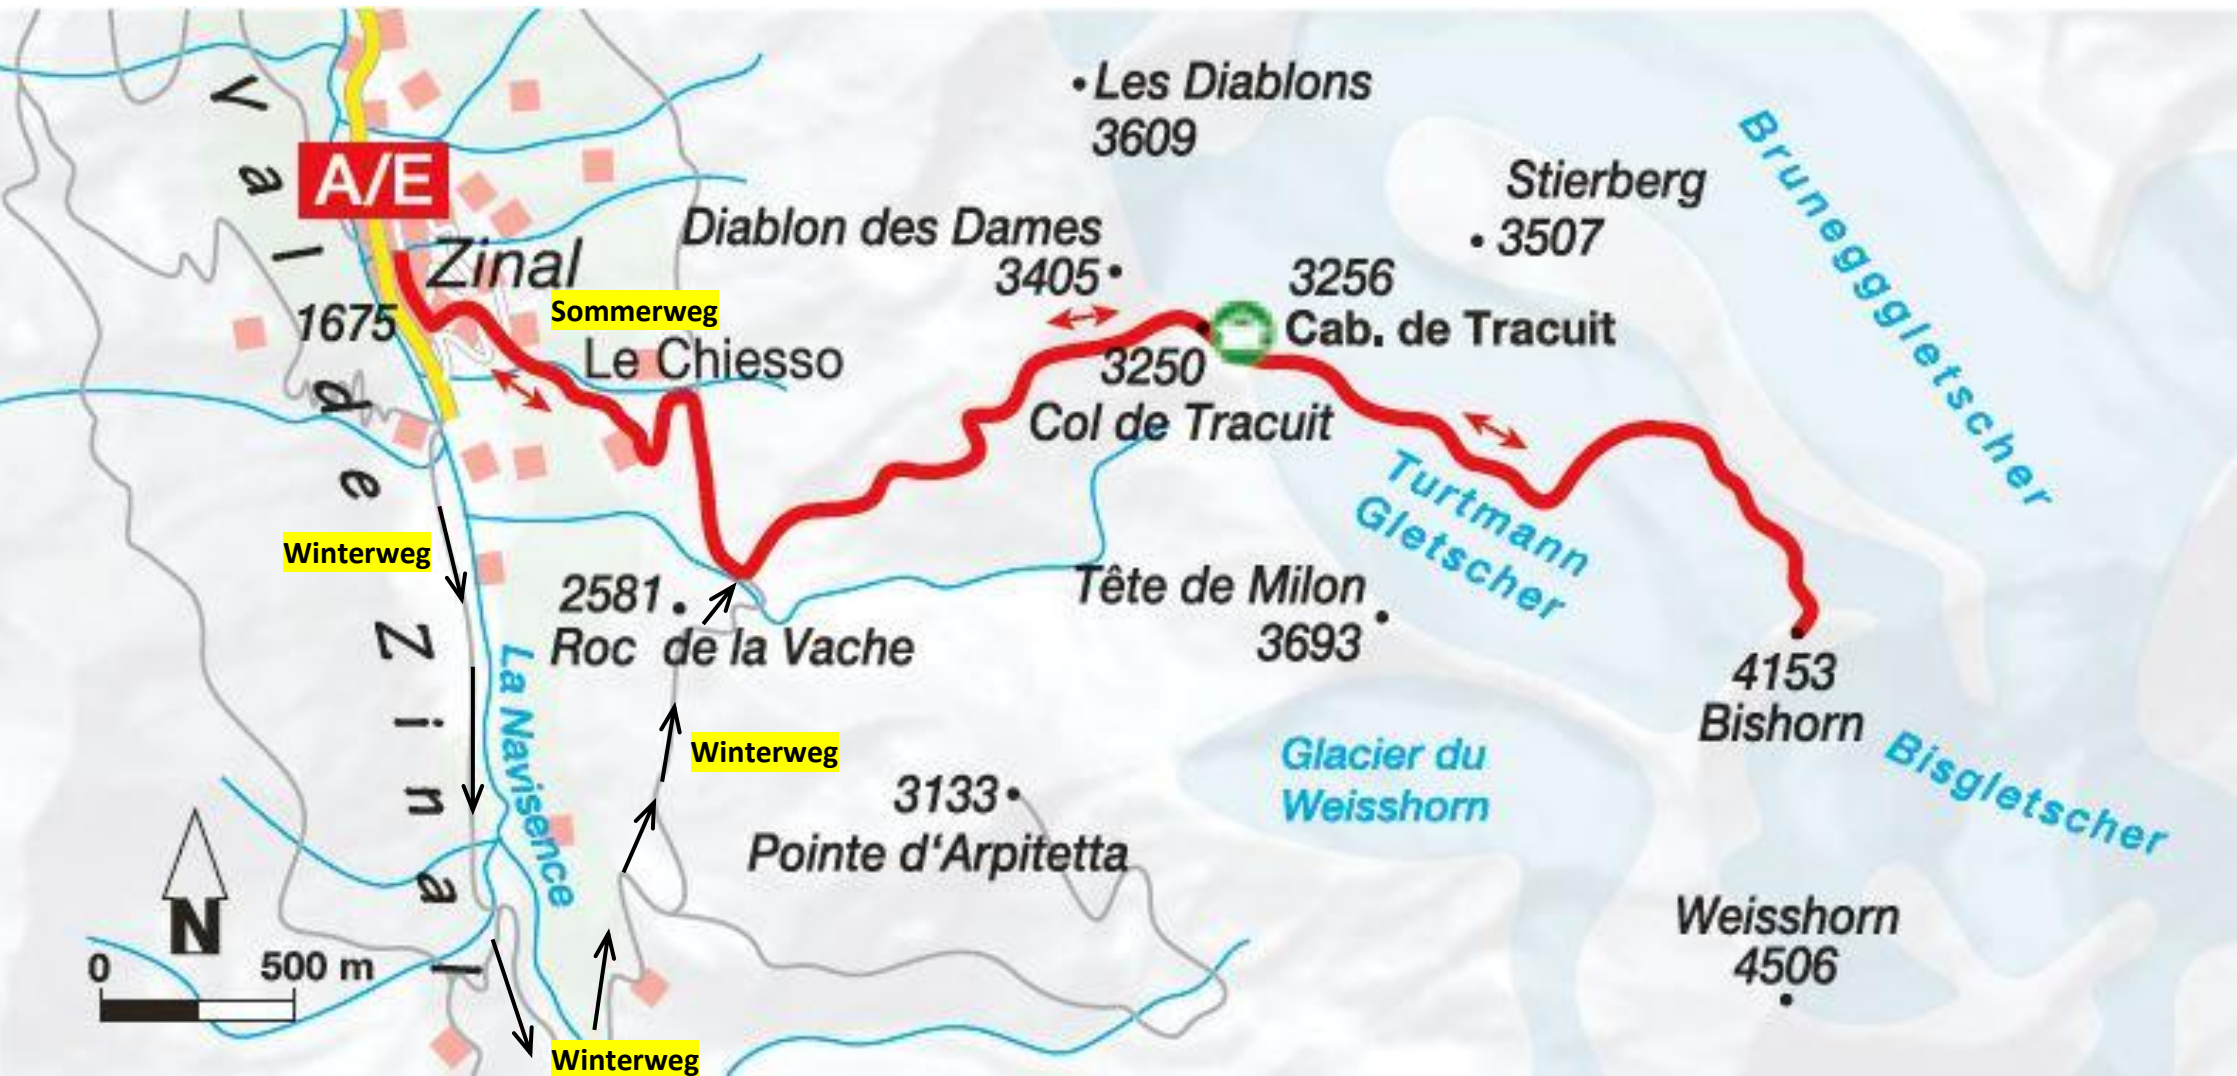 Les Diablons
3609
Brunegggletscher
A/E
Val de Zinal
Stierberg
3507
Diablon des Dames
3405
Zinal
Sommerweg
1675
Le Chiesso
3256
Cab. de Tracuit
3250
Col de Tracuit
Turtmann
Gletscher
Winterweg
2581
Roc de la Vache
Tête de Milon
3693
4153
Bishorn
La Navisence
Winterweg
Glacier du
Weisshorn
Bisgletscher
3133
Pointe d'Arpitetta
Weisshorn
4506
N
0 500 m
Winterweg